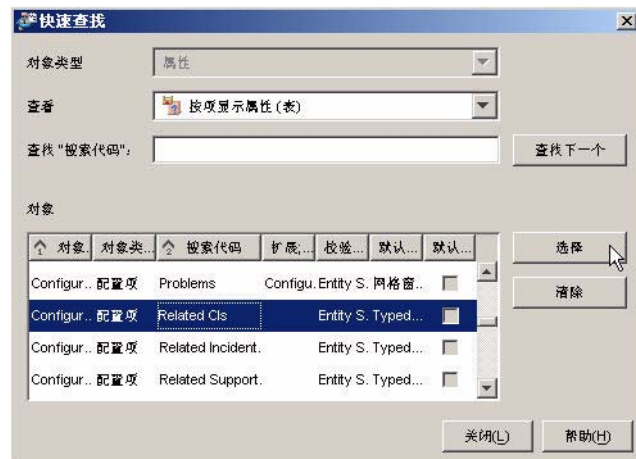 快速查找
对象类型 属性
查看 按项显示属性(表)
查找"搜索代码": 查找下一个
对象
1 对象. 对象类... 2 搜索代码 扩展;... 校验... 默认... 默认... 选择
Configur.. 配置项 Problems Configu. Entity S. 网格窗.. 清除
Configur.. 配置项 Related CIs Entity S. Typed...
Configur.. 配置项 Related Incident. Entity S. Typed...
Configur.. 配置项 Related Support. Entity S. Typed...
关闭(L) 帮助(H)